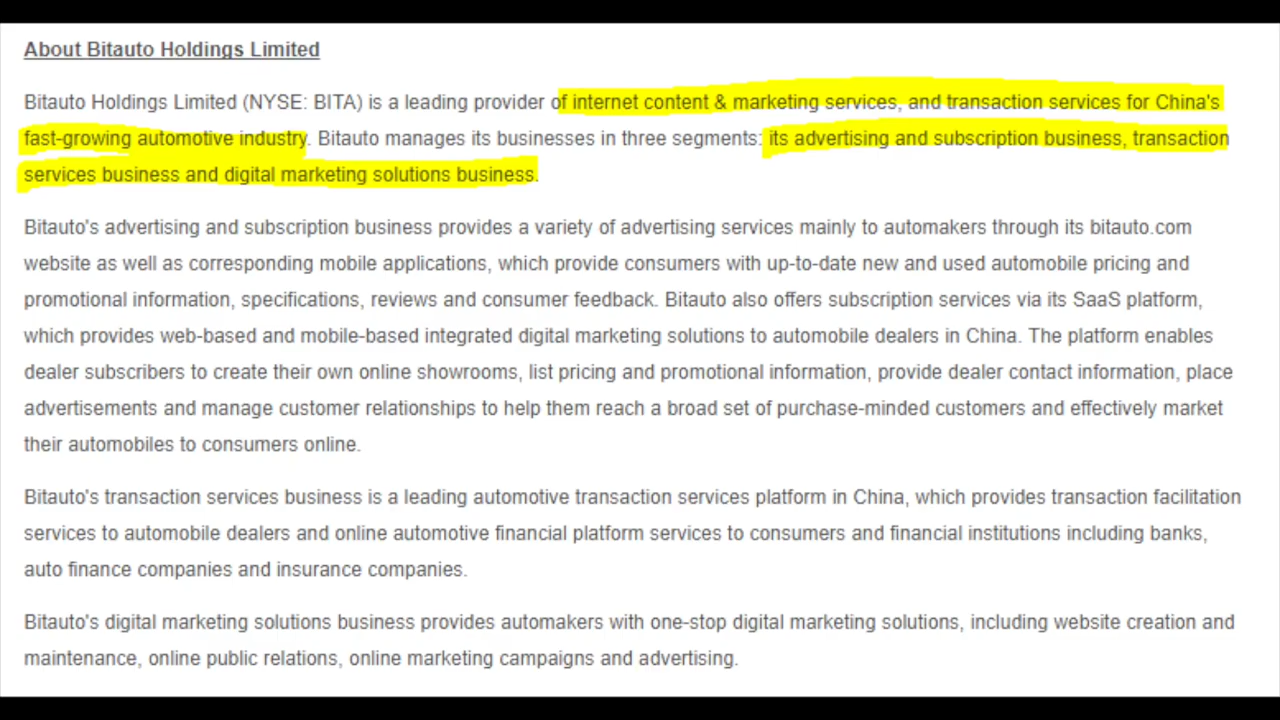 About Bitauto Holdings Limited
Bitauto Holdings Limited (NYSE: BITA) is a leading provider of internet content & marketing services, and transaction services for China's
fast-growing automotive industry. Bitauto manages its businesses in three segments: its advertising and subscription business, transaction
services business and digital marketing solutions business.
Bitauto's advertising and subscription business provides a variety of advertising services mainly to automakers through its bitauto.com
website as well as corresponding mobile applications, which provide consumers with up-to-date new and used automobile pricing and
promotional information, specifications, reviews and consumer feedback. Bitauto also offers subscription services via its SaaS platform,
which provides web-based and mobile-based integrated digital marketing solutions to automobile dealers in China. The platform enables
dealer subscribers to create their own online showrooms, list pricing and promotional information, provide dealer contact information, place
advertisements and manage customer relationships to help them reach a broad set of purchase-minded customers and effectively market
their automobiles to consumers online.
Bitauto's transaction services business is a leading automotive transaction services platform in China, which provides transaction facilitation
services to automobile dealers and online automotive financial platform services to consumers and financial institutions including banks,
auto finance companies and insurance companies.
Bitauto's digital marketing solutions business provides automakers with one-stop digital marketing solutions, including website creation and
maintenance, online public relations, online marketing campaigns and advertising.